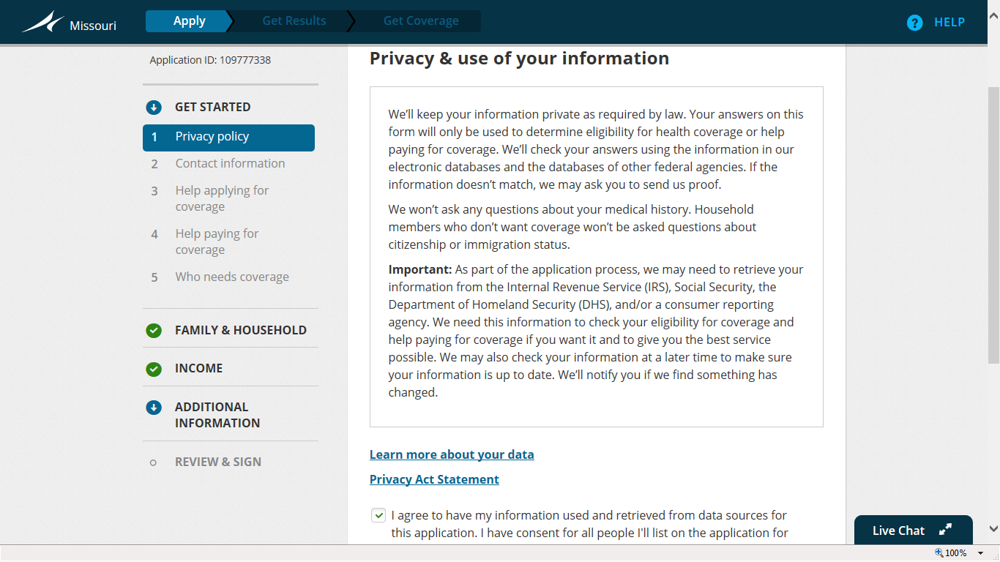 Missouri
Apply
Get Results
Get Coverage
? HELP
Application ID: 109777338
GET STARTED
1 Privacy policy
2 Contact information
3 Help applying for
coverage
4 Help paying for
coverage
5 Who needs coverage
FAMILY & HOUSEHOLD
INCOME
ADDITIONAL
INFORMATION
REVIEW & SIGN
Privacy & use of your information
We’ll keep your information private as required by law. Your answers on this
form will only be used to determine eligibility for health coverage or help
paying for coverage. We’ll check your answers using the information in our
electronic databases and the databases of other federal agencies. If the
information doesn’t match, we may ask you to send us proof.
We won’t ask any questions about your medical history. Household
members who don’t want coverage won’t be asked questions about
citizenship or immigration status.
Important: As part of the application process, we may need to retrieve your
information from the Internal Revenue Service (IRS), Social Security, the
Department of Homeland Security (DHS), and/or a consumer reporting
agency. We need this information to check your eligibility for coverage and
help paying for coverage if you want it and to give you the best service
possible. We may also check your information at a later time to make sure
your information is up to date. We’ll notify you if we find something has
changed.
Learn more about your data
Privacy Act Statement
I agree to have my information used and retrieved from data sources for
this application. I have consent for all people I'll list on the application for
Live Chat
100%